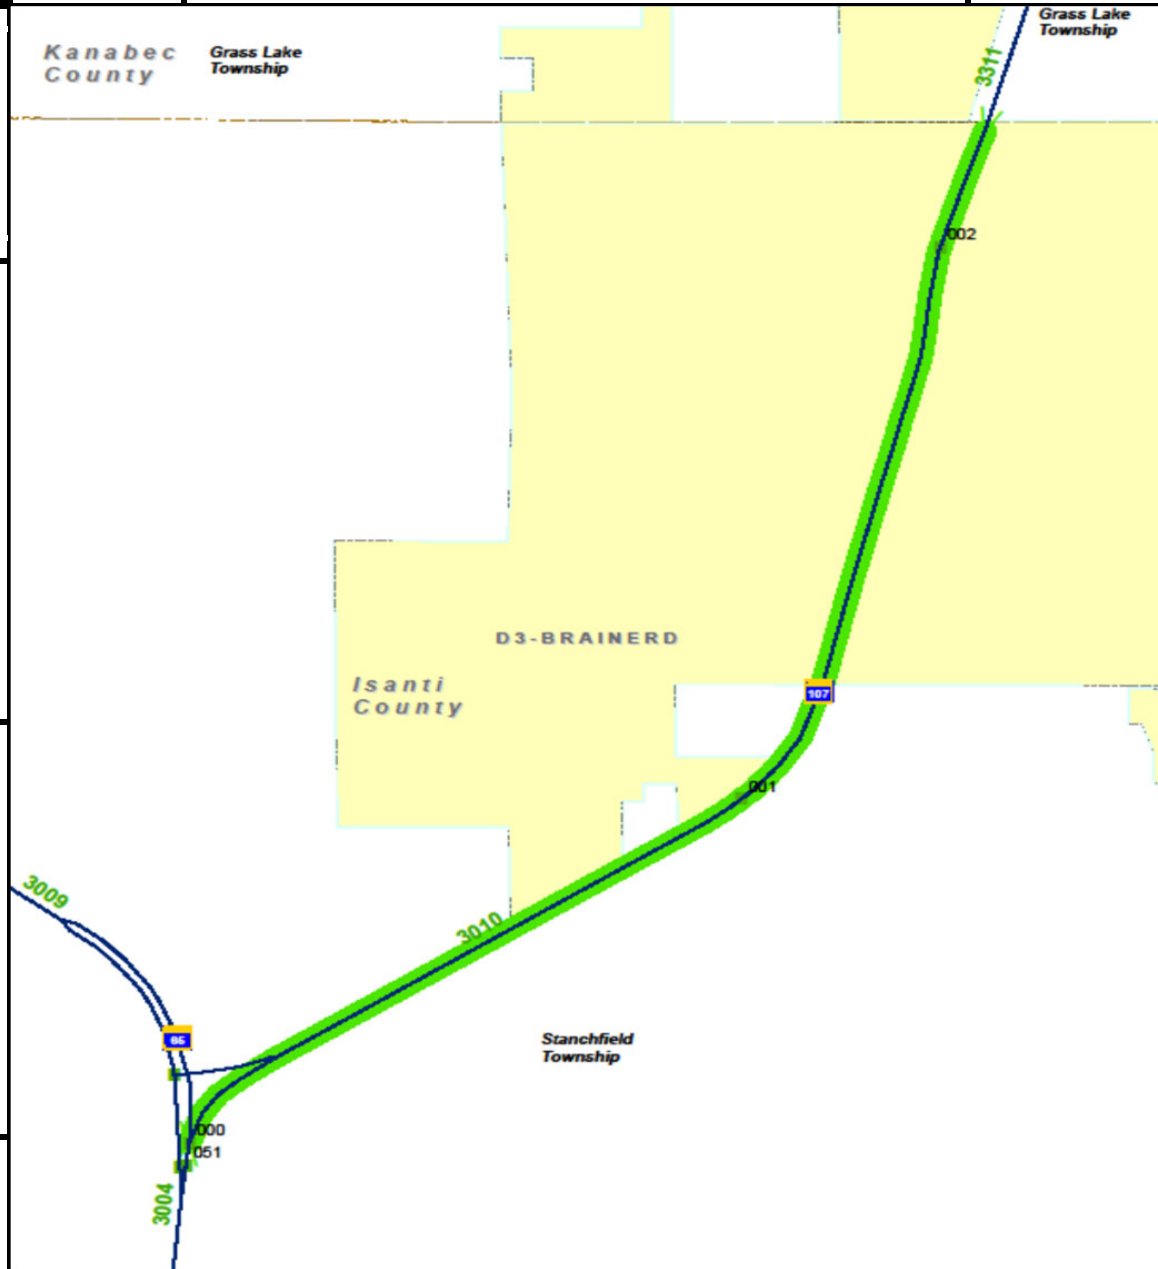 Kanabec
County
Grass Lake
Township
Grass Lake
Township
3311
002
D3-BRAINERD
Isanti
County
107
001
3009
3010
65
Stanchfield
Township
000
051
3004